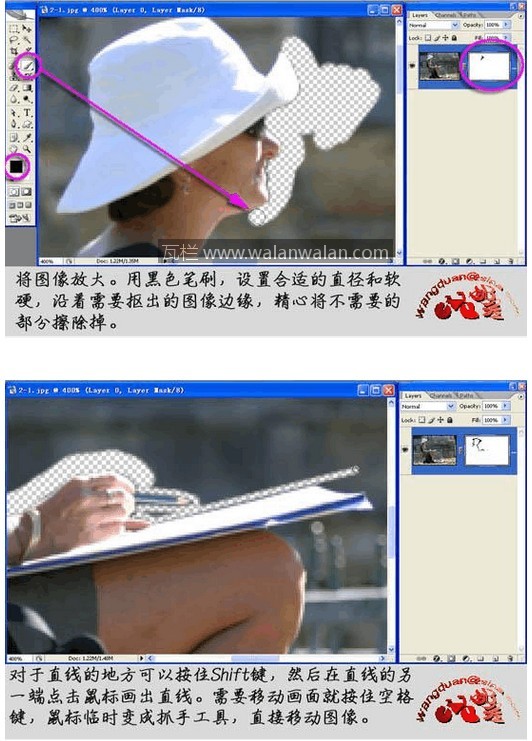 2-1.jpg @ 400% (Layer 0, Layer Mask/8)
Layers Channels Paths
Normal Opacity: 100%
Lock: Fill: 100%
400% Doc: 1.22M/1.35M
瓦栏 www.walanwalan.com
将图像放大。用黑色笔刷，设置合适的直径和软
硬，沿着需要抠出的图像边缘，精心将不需要的
部分擦除掉。
2-1.jpg @ 400% (Layer 0, Layer Mask/8)
Layers Channels Paths
Normal Opacity: 100%
Lock: Fill: 100%
400% Doc: 1.22M/1.48M
对于直线的地方可以按住Shift键，然后在直线的另
一端点击鼠标画出直线。需要移动画面就按住空格
键，鼠标临时变成抓手工具，直接移动图像。